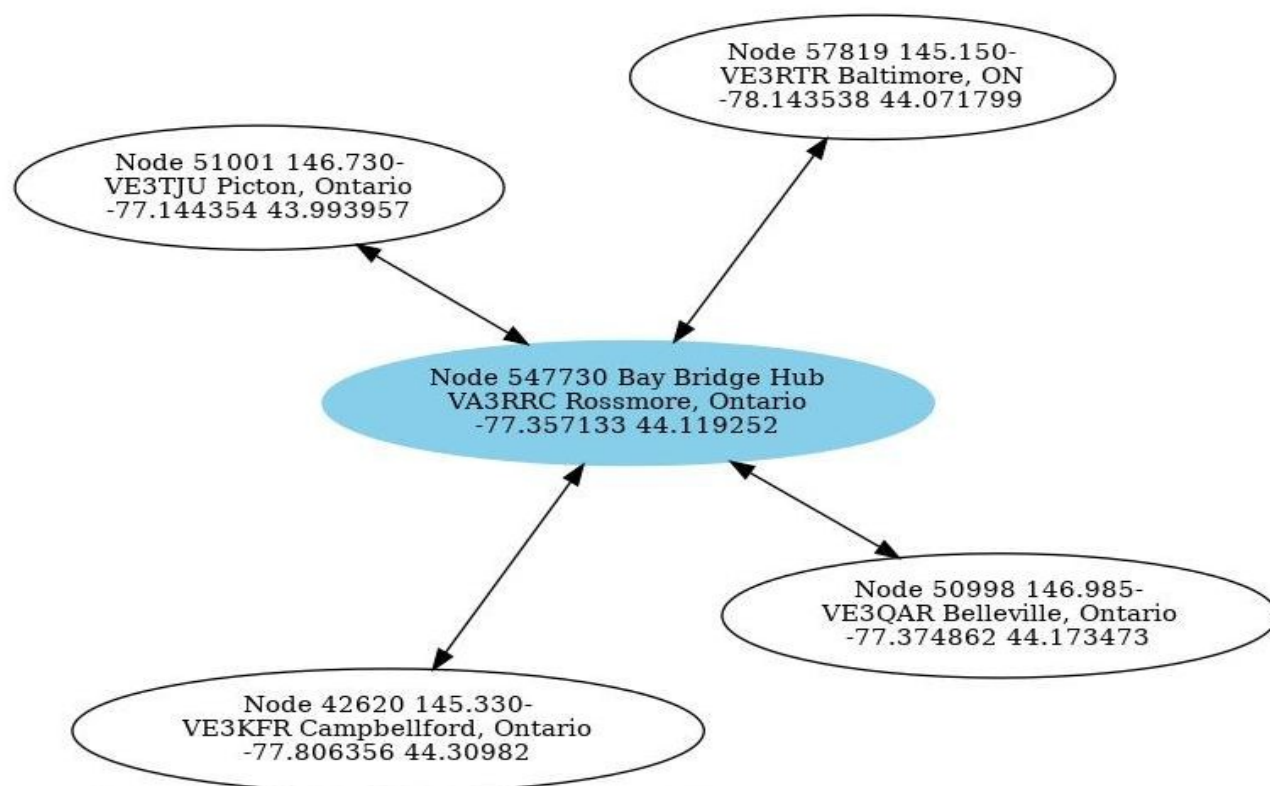 Node 57819 145.150-
VE3RTR Baltimore, ON
-78.143538 44.071799
Node 51001 146.730-
VE3TJU Picton, Ontario
-77.144354 43.993957
Node 547730 Bay Bridge Hub
VA3RRC Rossmore, Ontario
-77.357133 44.119252
Node 50998 146.985-
VE3QAR Belleville, Ontario
-77.374862 44.173473
Node 42620 145.330-
VE3KFR Campbellford, Ontario
-77.806356 44.30982